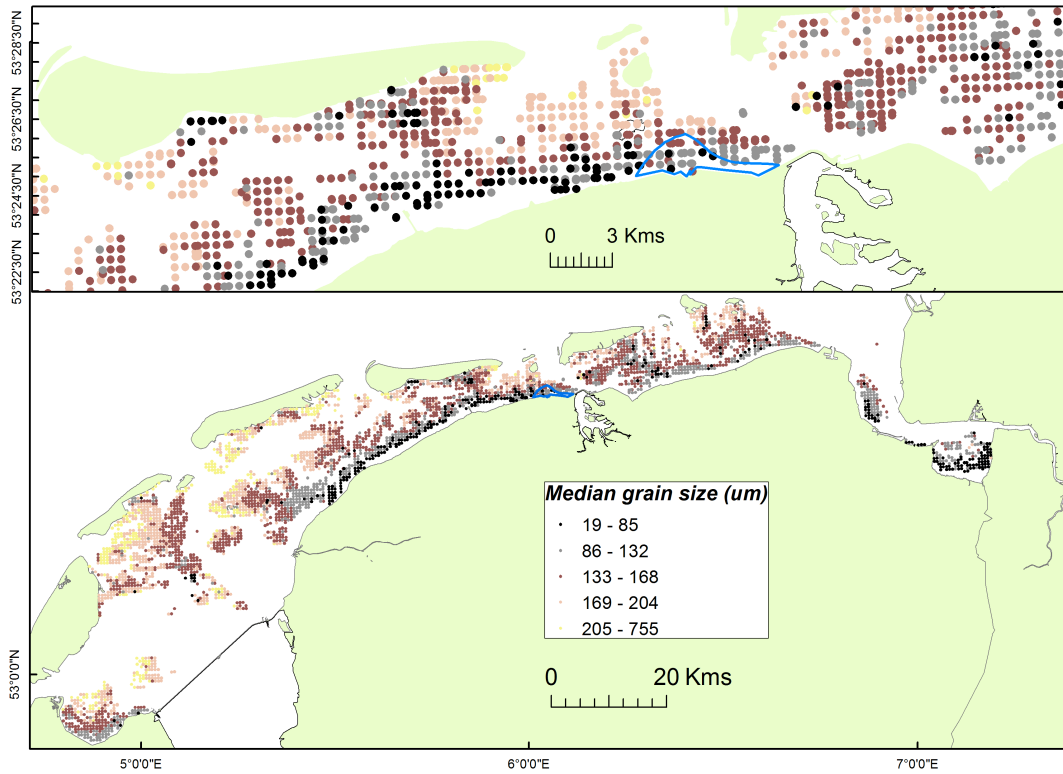 53°28'30"N
53°26'30"N
53°24'30"N
53°22'30"N
0 3 Kms
Median grain size (um)
19 - 85
86 - 132
133 - 168
169 - 204
205 - 755
0 20 Kms
53°0'0"N
5°0'0"E
6°0'0"E
7°0'0"E